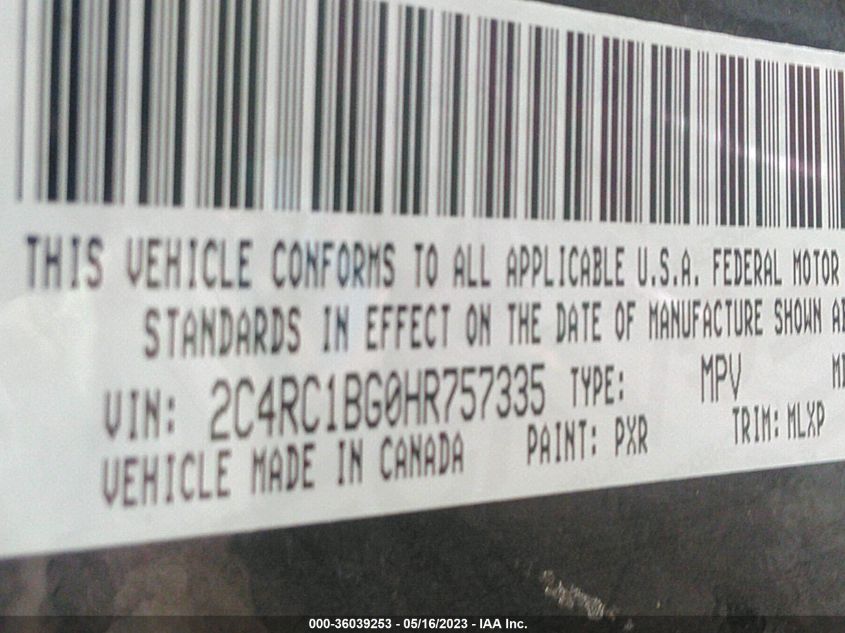 THIS VEHICLE CONFORMS TO ALL APPLICABLE U.S.A. FEDERAL MOTOR
STANDARDS IN EFFECT ON THE DATE OF MANUFACTURE SHOWN
VIN: 2C4RC1BG0HR757335 TYPE: MPV
VEHICLE MADE IN CANADA PAINT: PXR TRIM: MLXP
000-36039253 - 05/16/2023 - IAA Inc.